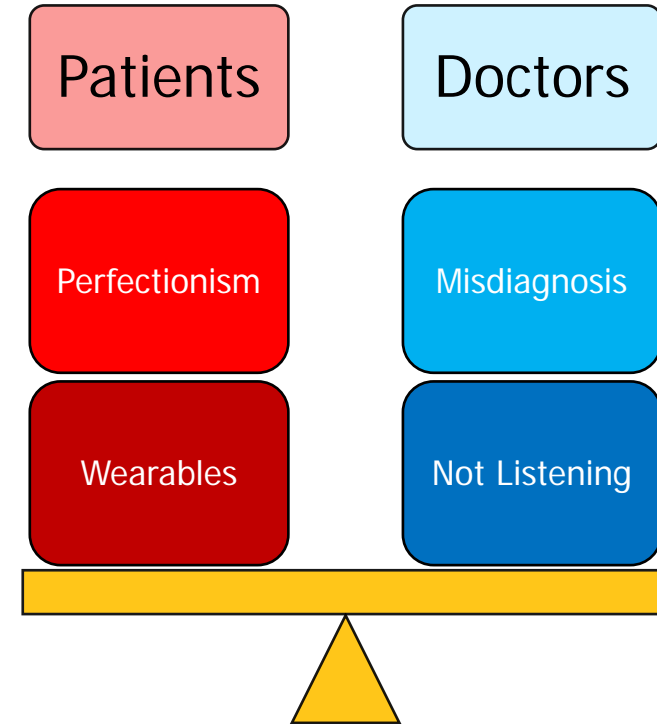 Patients
Doctors
Perfectionism
Misdiagnosis
Wearables
Not Listening